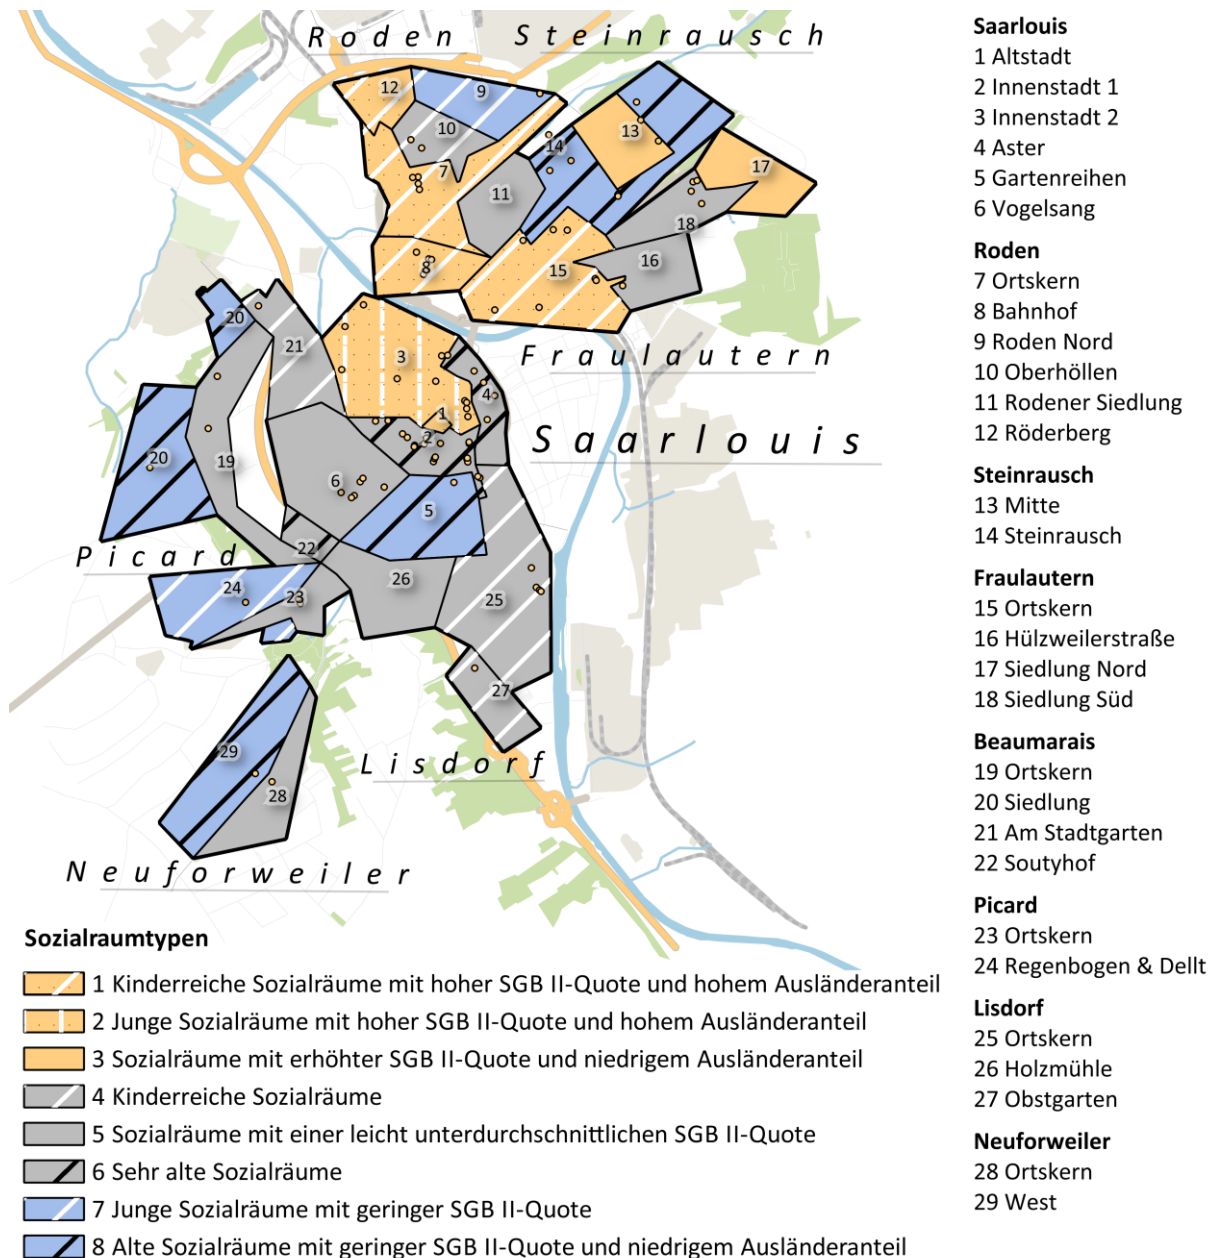 Roden Steinrausch
12
9
10
13
14
7
17
11
18
8
15
16
20
21
3
Fraulautern
4
1
2
Saarlouis
20
19
6
5
22
Picard
26
24
23
25
27
29
Lisdorf
28
Neuforweiler
Sozialraumtypen
1 Kinderreiche Sozialräume mit hoher SGB II-Quote und hohem Ausländeranteil
2 Junge Sozialräume mit hoher SGB II-Quote und hohem Ausländeranteil
3 Sozialräume mit erhöhter SGB II-Quote und niedrigem Ausländeranteil
4 Kinderreiche Sozialräume
5 Sozialräume mit einer leicht unterdurchschnittlichen SGB II-Quote
6 Sehr alte Sozialräume
7 Junge Sozialräume mit geringer SGB II-Quote
8 Alte Sozialräume mit geringer SGB II-Quote und niedrigem Ausländeranteil
Saarlouis
1 Altstadt
2 Innenstadt 1
3 Innenstadt 2
4 Aster
5 Gartenreihen
6 Vogelsang
Roden
7 Ortskern
8 Bahnhof
9 Roden Nord
10 Oberhöllen
11 Rodener Siedlung
12 Röderberg
Steinrausch
13 Mitte
14 Steinrausch
Fraulautern
15 Ortskern
16 Hülzweilerstraße
17 Siedlung Nord
18 Siedlung Süd
Beaumarais
19 Ortskern
20 Siedlung
21 Am Stadtgarten
22 Soutyhof
Picard
23 Ortskern
24 Regenbogen & Dellt
Lisdorf
25 Ortskern
26 Holzmühle
27 Obstgarten
Neuforweiler
28 Ortskern
29 West